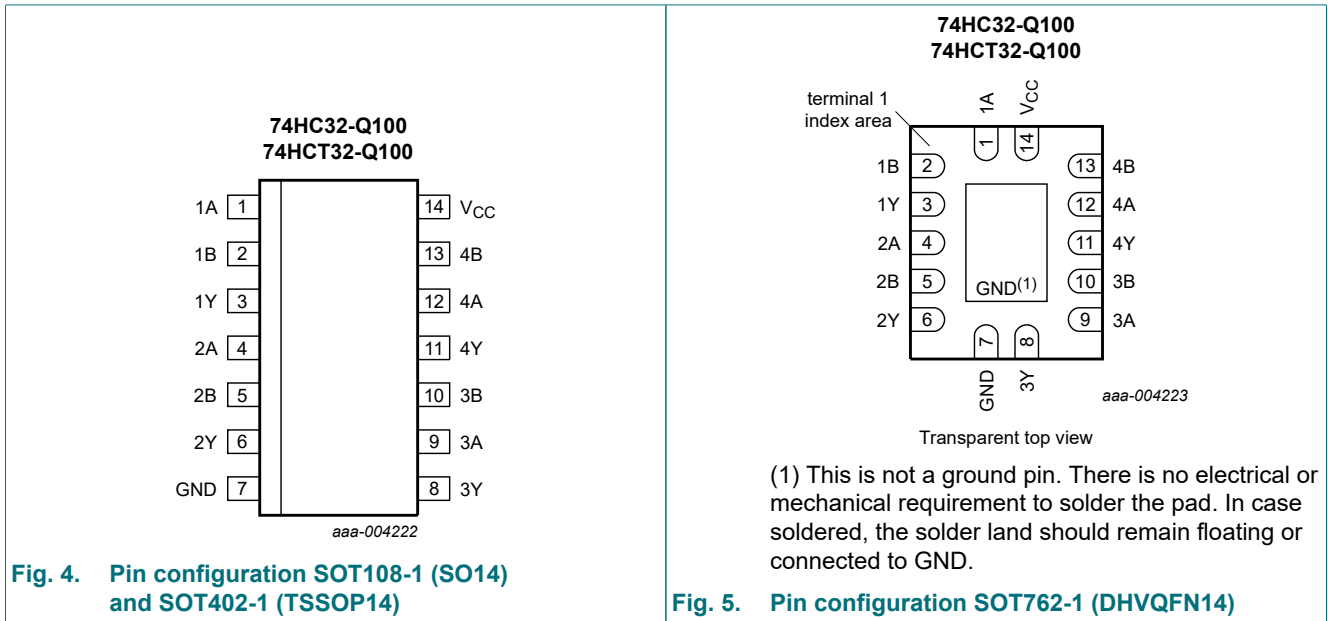 74HC32-Q100
74HCT32-Q100
1A 1
14 VCC
1B 2
13 4B
1Y 3
12 4A
2A 4
11 4Y
2B 5
10 3B
2Y 6
9 3A
GND 7
8 3Y
aaa-004222
Fig. 4. Pin configuration SOT108-1 (SO14)
and SOT402-1 (TSSOP14)
74HC32-Q100
74HCT32-Q100
terminal 1
index area
1A
VCC
1
14
1B 2
13 4B
1Y 3
12 4A
2A 4
11 4Y
2B 5
10 3B
GND(1)
2Y 6
9 3A
7
8
GND
3Y
aaa-004223
Transparent top view
(1) This is not a ground pin. There is no electrical or
mechanical requirement to solder the pad. In case
soldered, the solder land should remain floating or
connected to GND.
Fig. 5. Pin configuration SOT762-1 (DHVQFN14)